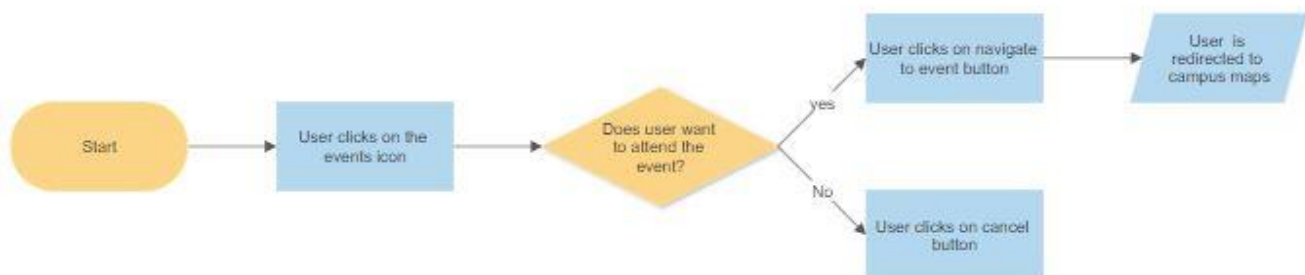 Start
User clicks on the
events icon
Does user want
to attend the
event?
yes
User clicks on navigate
to event button
User is
redirected to
campus maps
No
User clicks on cancel
button